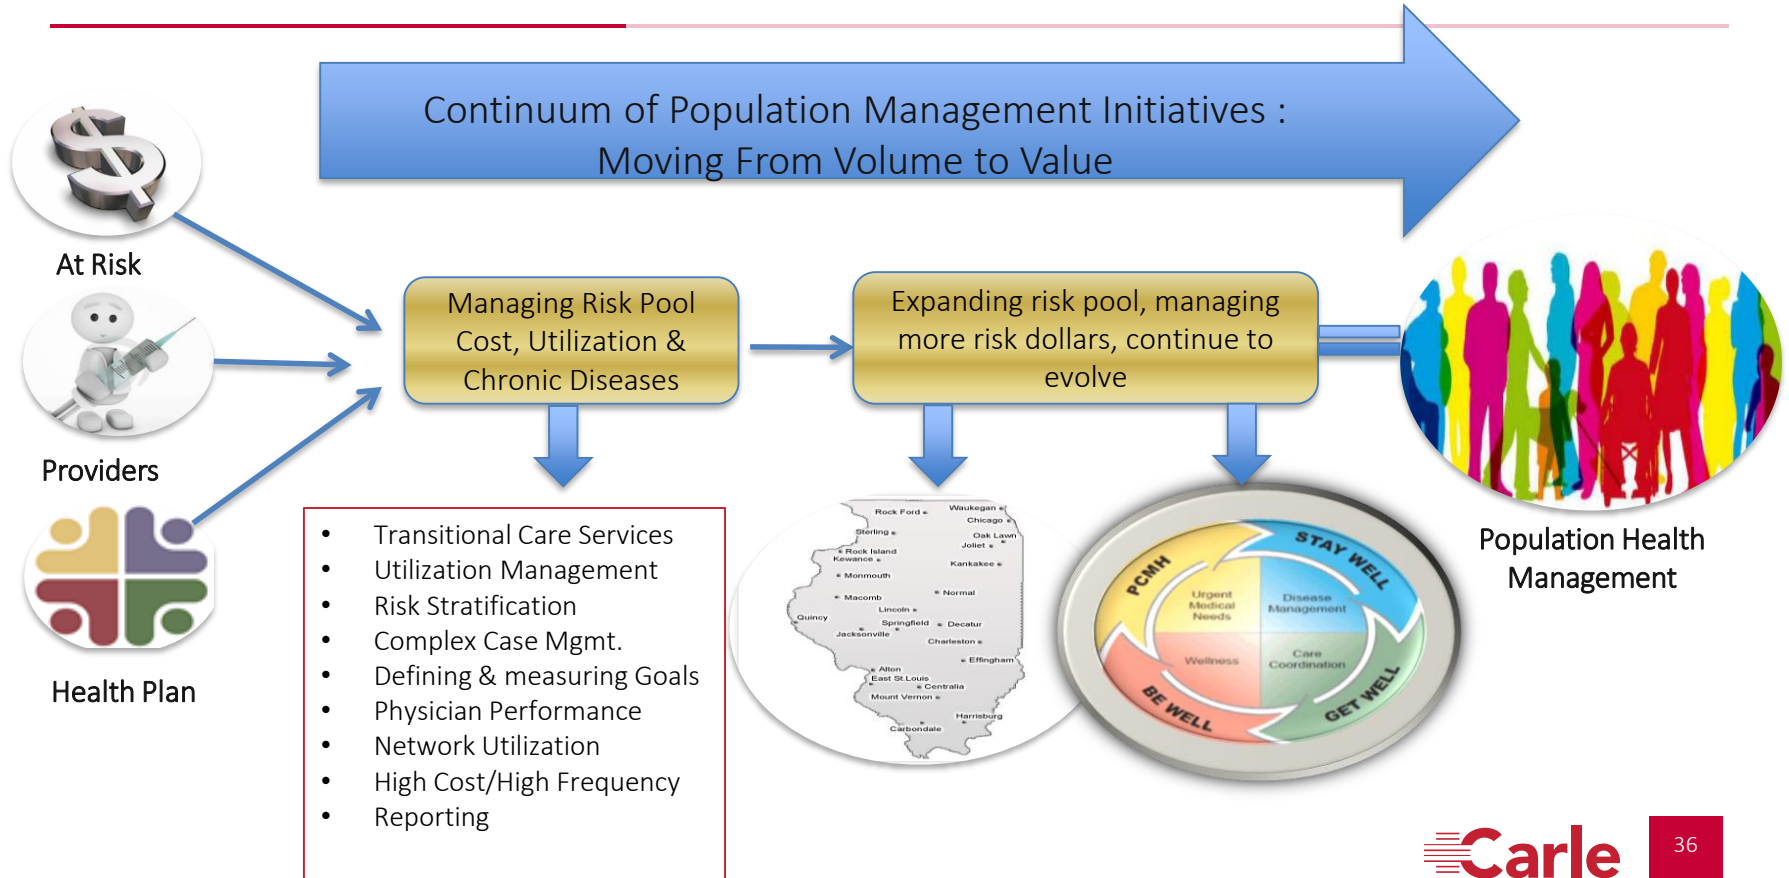 Continuum of Population Management Initiatives :
Moving From Volume to Value
At Risk
Providers
Health Plan
Managing Risk Pool
Cost, Utilization &
Chronic Diseases
Expanding risk pool, managing
more risk dollars, continue to
evolve
• Transitional Care Services
• Utilization Management
• Risk Stratification
• Complex Case Mgmt.
• Defining & measuring Goals
• Physician Performance
• Network Utilization
• High Cost/High Frequency
• Reporting
Rock Ford
Waukegan
Chicago
Sterling
Oak Lawn
Joliet
Rock Island
Kewance
Kankakee
Monmouth
Macomb
Normal
Lincoln
Quincy
Springfield
Decatur
Jacksonville
Charleston
Effingham
Alton
East St.Louis
Centralia
Mount Vernon
Harrisburg
Carbondale
PCMH
STAY WELL
GET WELL
BE WELL
Urgent
Medical
Needs
Disease
Management
Wellness
Care
Coordination
Population Health
Management
Carle
36